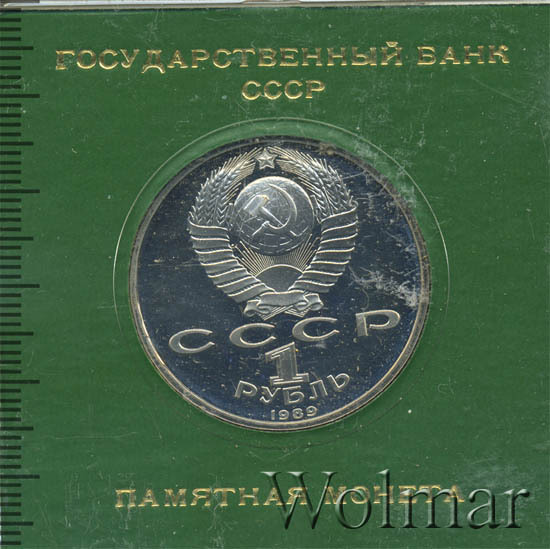 ГОСУДАРСТВЕННЫЙ БАНК
СССР
СССР
1
РУБЛЬ
1989
ПАМЯТНАЯ МОНЕТА
Wolmar